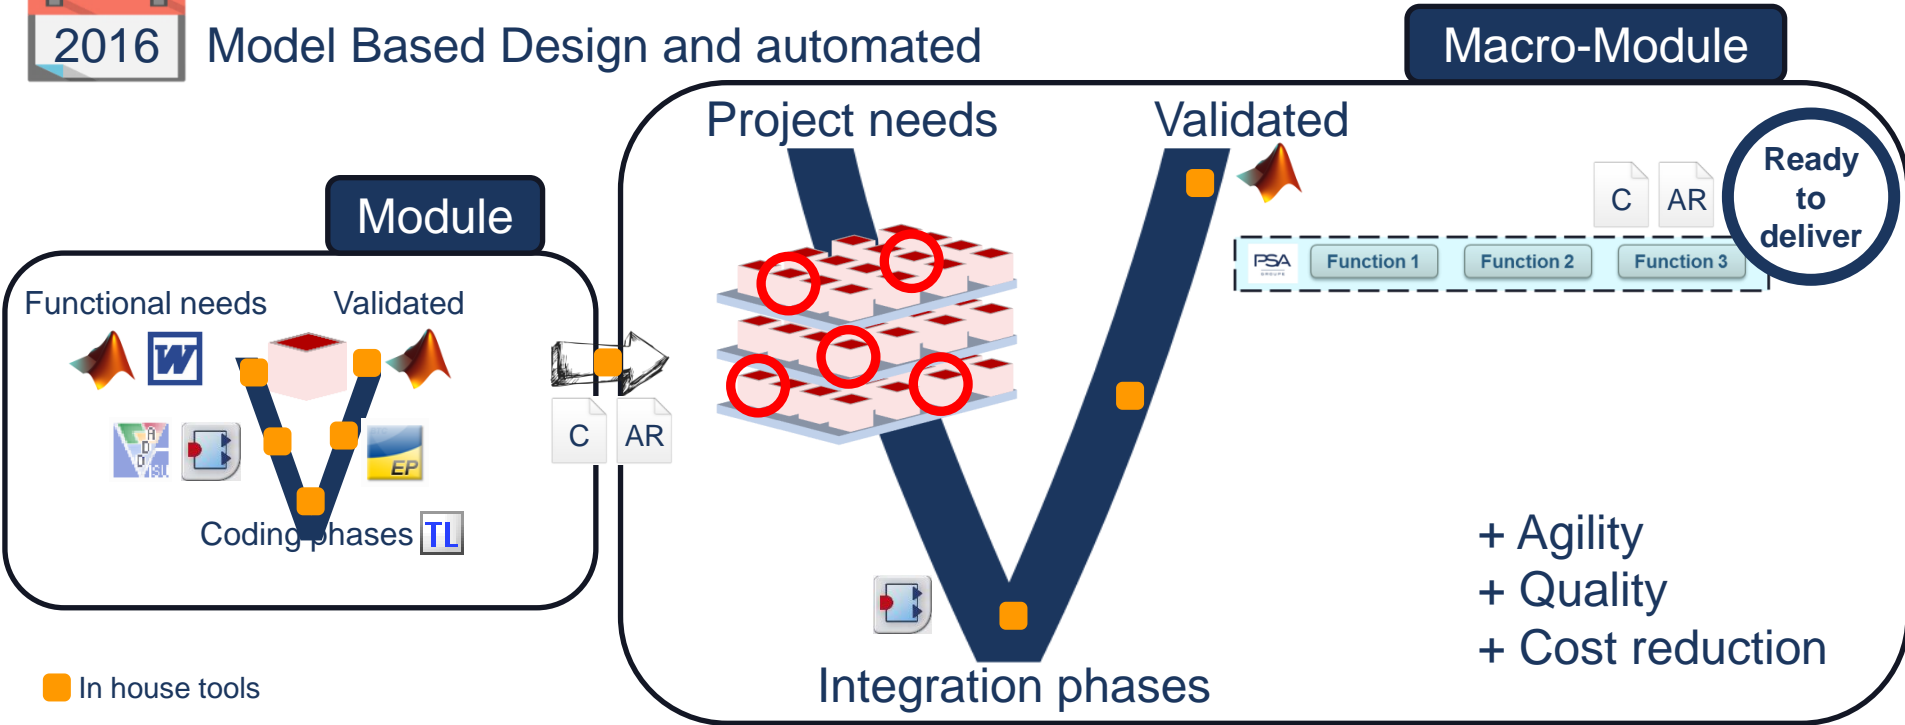 2016
Model Based Design and automated
Macro-Module
Project needs
Validated
Ready
to
deliver
C
AR
PSA
GROUPE
Function 1
Function 2
Function 3
Module
Functional needs
Validated
W
A
D
D
VISU
EP
C
AR
Coding phases
TL
Integration phases
+ Agility
+ Quality
+ Cost reduction
In house tools